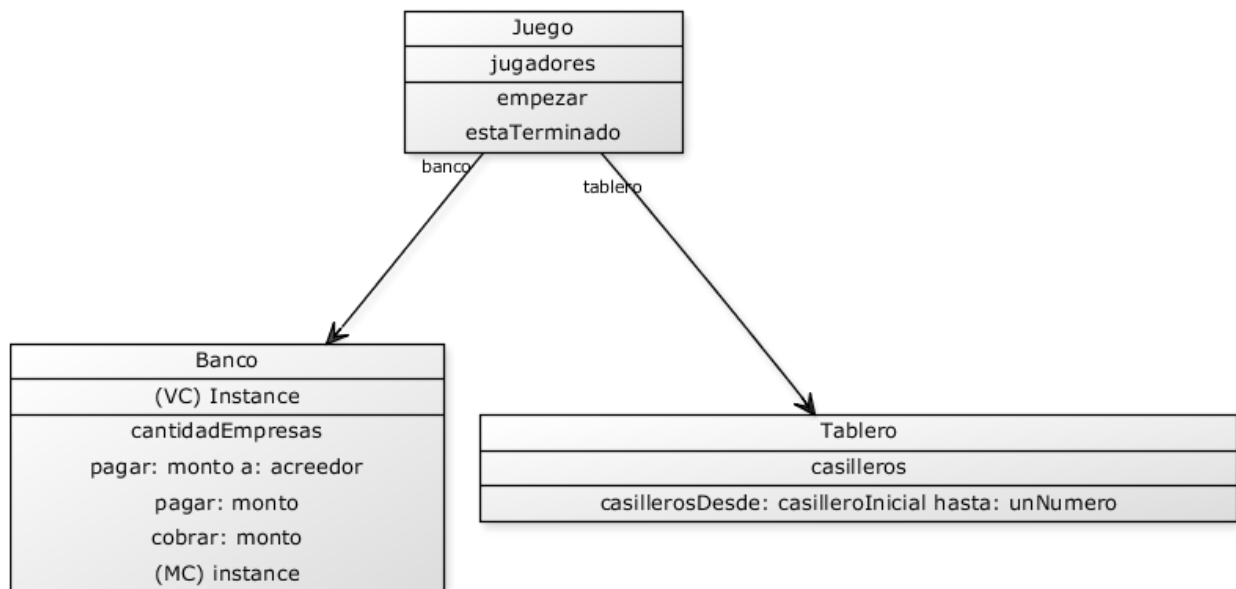 Juego
jugadores
empezar
estaTerminado
banco
tablero
Banco
(VC) Instance
cantidadEmpresas
pagar: monto a: acreedor
pagar: monto
cobrar: monto
(MC) instance
Tablero
casilleros
casillerosDesde: casilleroInicial hasta: unNumero